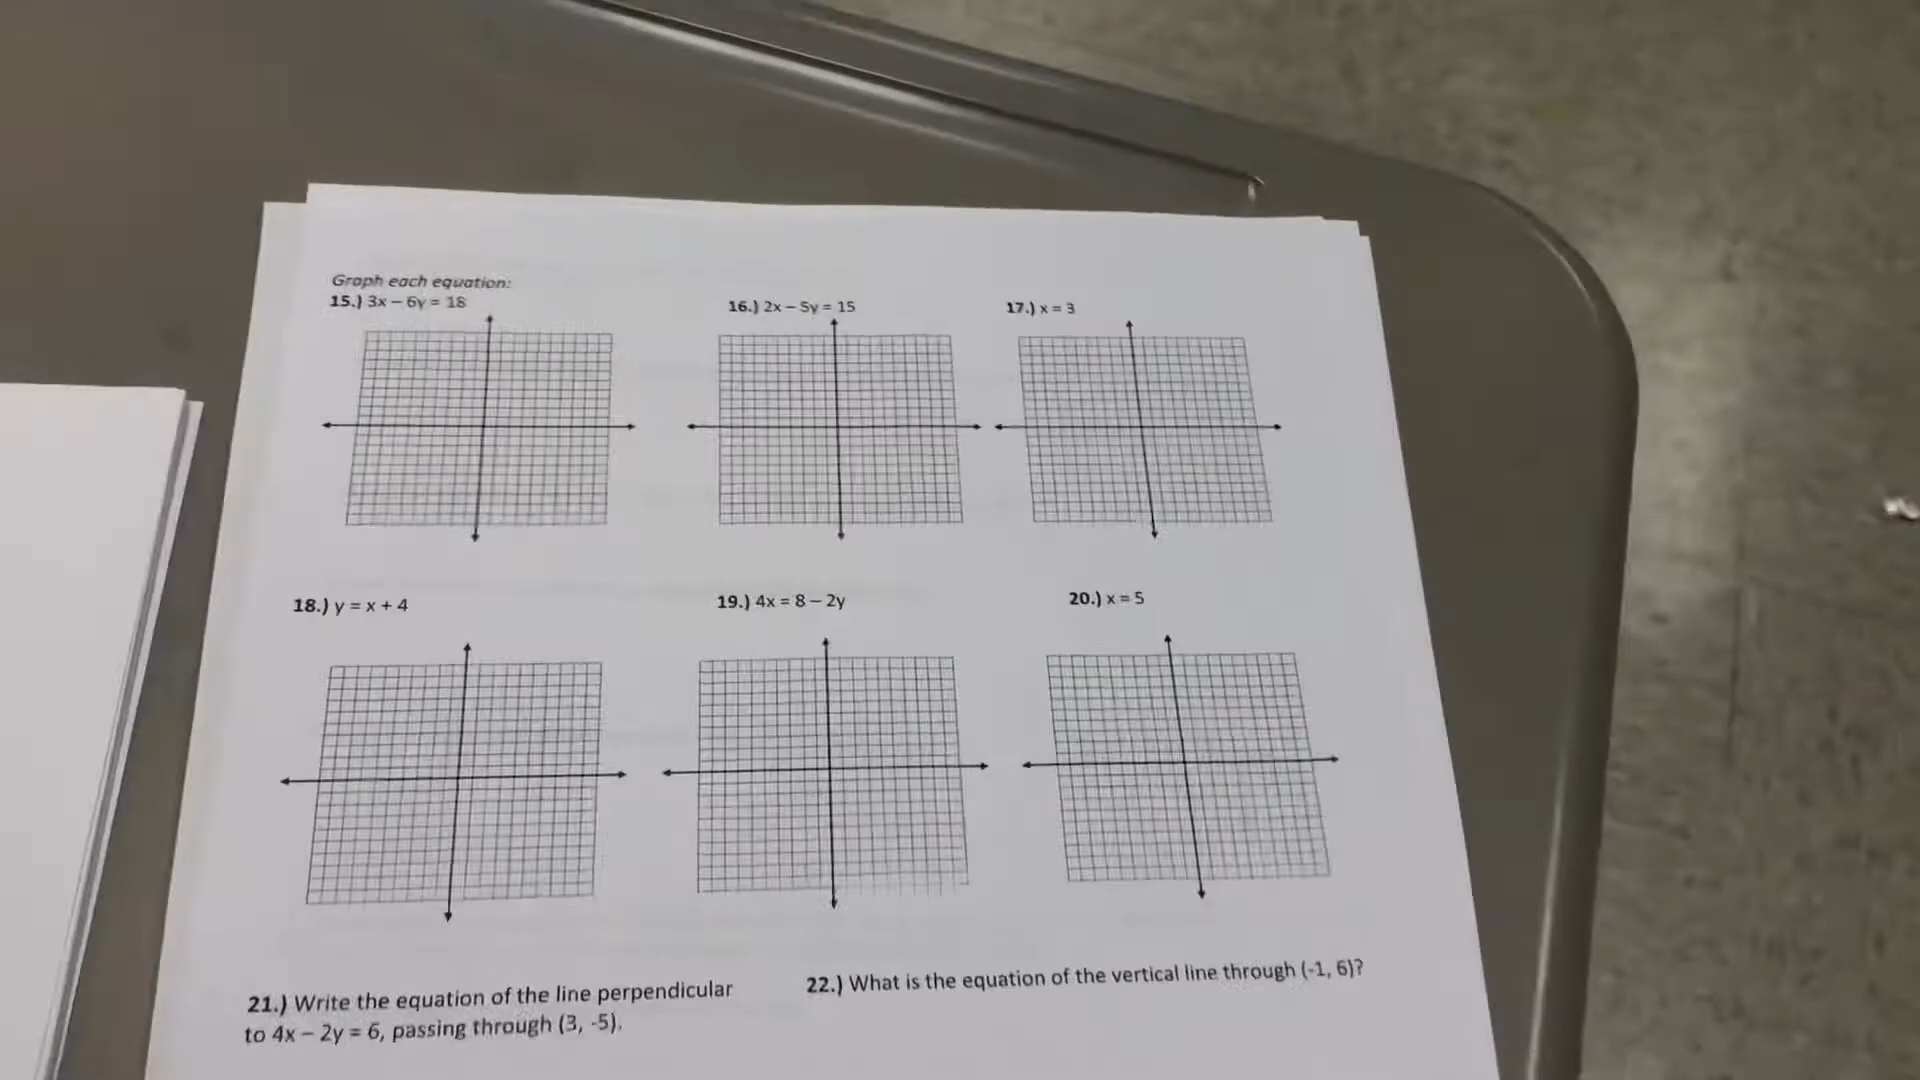 Graph each equation:
15.) 3x – 6y = 18
16.) 2x – 5y = 15
17.) x = 3
18.) y = x + 4
19.) 4x = 8 – 2y
20.) x = 5
21.) Write the equation of the line perpendicular
to 4x – 2y = 6, passing through (3, -5).
22.) What is the equation of the vertical line through (-1, 6)?